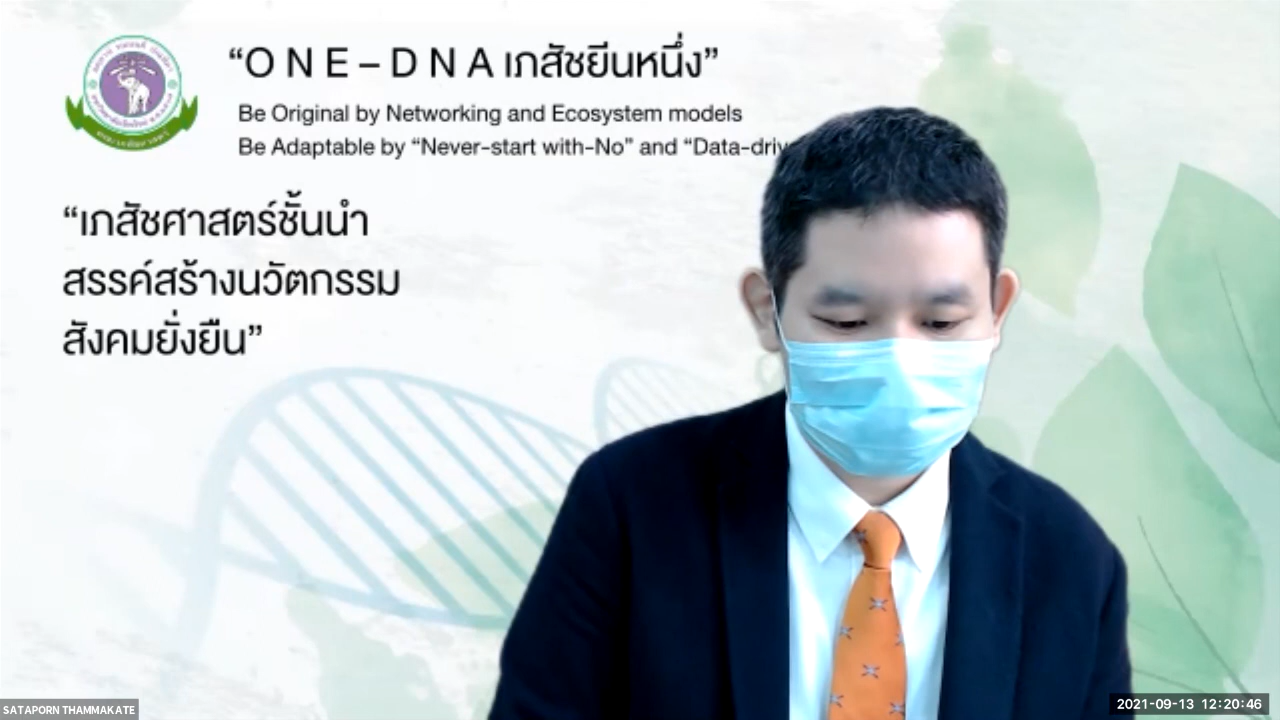 “O N E – D N A เภสัชยีนหนึ่ง”
Be Original by Networking and Ecosystem models
Be Adaptable by “Never-start with-No” and “Data-driv
“เภสัชศาสตร์ชั้นนำ
สรรค์สร้างนวัตกรรม
สังคมยั่งยืน”
SATAPORN THAMMAKATE
2021-09-13 12:20:46